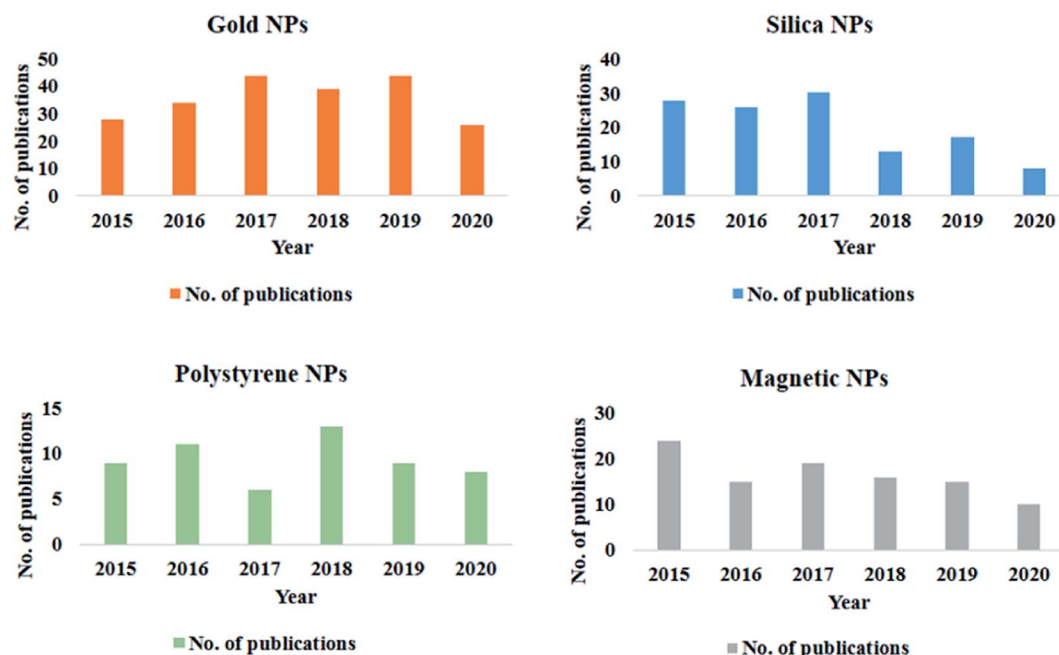 Gold NPs
No. of publications
50
40
30
20
10
0
2015 2016 2017 2018 2019 2020
Year
No. of publications
Silica NPs
No. of publications
40
30
20
10
0
2015 2016 2017 2018 2019 2020
Year
No. of publications
Polystyrene NPs
No. of publications
15
10
5
0
2015 2016 2017 2018 2019 2020
Year
No. of publications
Magnetic NPs
No. of publications
30
20
10
0
2015 2016 2017 2018 2019 2020
Year
No. of publications